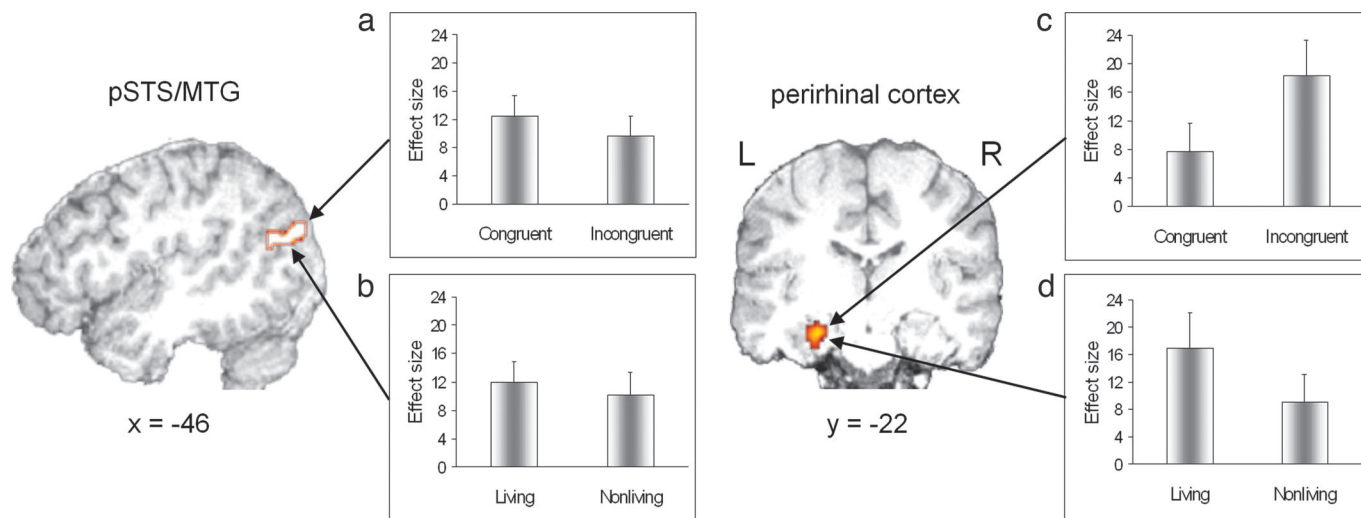 a
pSTS/MTG
x = -46
Effect size
24
20
16
12
8
4
0
Congruent Incongruent
b
Effect size
24
20
16
12
8
4
0
Living Nonliving
perirhinal cortex
L R
y = -22
c
Effect size
24
20
16
12
8
4
0
Congruent Incongruent
d
Effect size
24
20
16
12
8
4
0
Living Nonliving